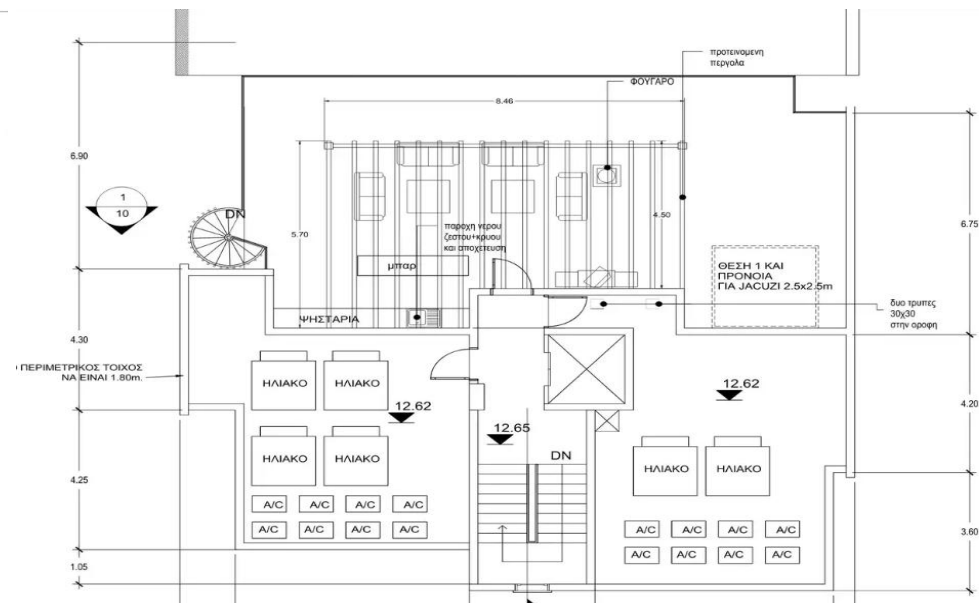 προτεινομενη
περγολα
ΦΟΥΓΑΡΟ
8.46
6.90
1
10
DN
5.70
4.50
6.75
παροχη νερου
ζεστου+κρυου
και αποχετευση
μπαρ
ΘΕΣΗ 1 ΚΑΙ
ΠΡΟΝΟΙΑ
ΓΙΑ JACUZI 2.5x2.5m
δυο τρυπες
30χ30
στην οροφη
ΨΗΣΤΑΡΙΑ
4.30
ΠΕΡΙΜΕΤΡΙΚΟΣ ΤΟΙΧΟΣ
ΝΑ ΕΙΝΑΙ 1.80m.
ΗΛΙΑΚΟ ΗΛΙΑΚΟ
12.62
12.62
4.20
12.65
DN
ΗΛΙΑΚΟ ΗΛΙΑΚΟ
ΗΛΙΑΚΟ ΗΛΙΑΚΟ
4.25
A/C A/C A/C A/C
A/C A/C A/C A/C
A/C A/C A/C A/C
A/C A/C A/C A/C
3.60
1.05